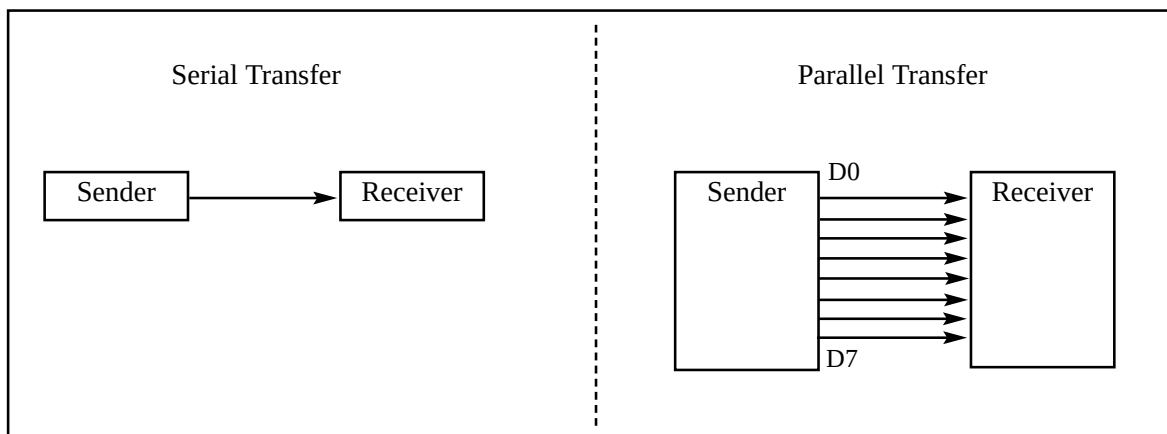 Serial Transfer
Sender
Receiver
Parallel Transfer
D0
Sender
Receiver
D7